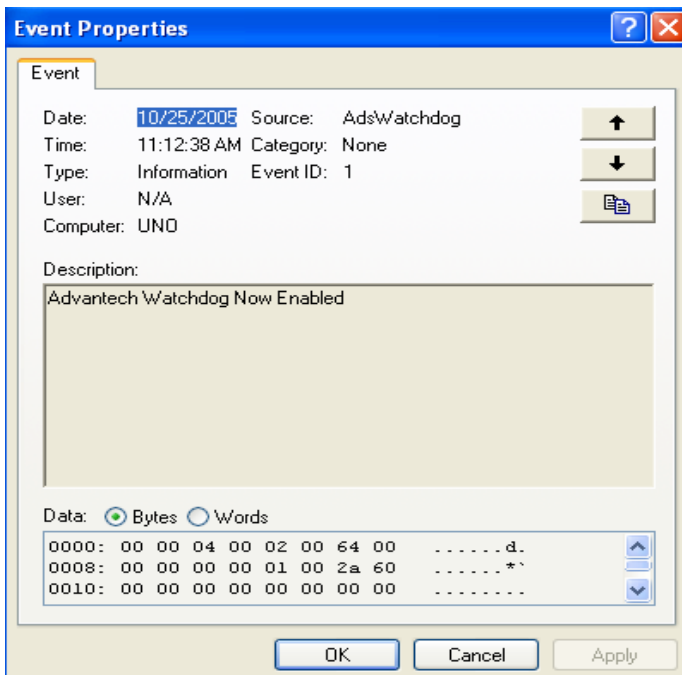 Event Properties
Event
Date: 10/25/2005 Source: AdsWatchdog
Time: 11:12:38 AM Category: None
Type: Information Event ID: 1
User: N/A
Computer: UNO
Description:
Advantech Watchdog Now Enabled
Data: Bytes Words
0000: 00 00 04 00 02 00 64 00 ......d.
0008: 00 00 00 00 01 00 2a 60 ......*`
0010: 00 00 00 00 00 00 00 00 ........
OK Cancel Apply